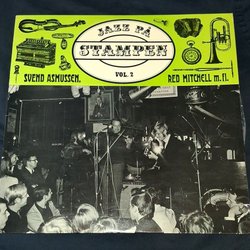 JAZZ PÅ
STAMPEN
VOL. 2
SVEND ASMUSSEN,
RED MITCHELL m.fl.